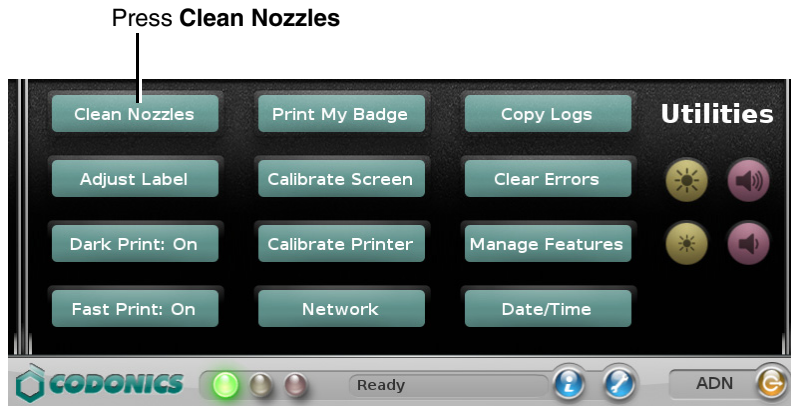 Press Clean Nozzles
Clean Nozzles Print My Badge Copy Logs Utilities
Adjust Label Calibrate Screen Clear Errors
Dark Print: On Calibrate Printer Manage Features
Fast Print: On Network Date/Time
CODONICS Ready ADN